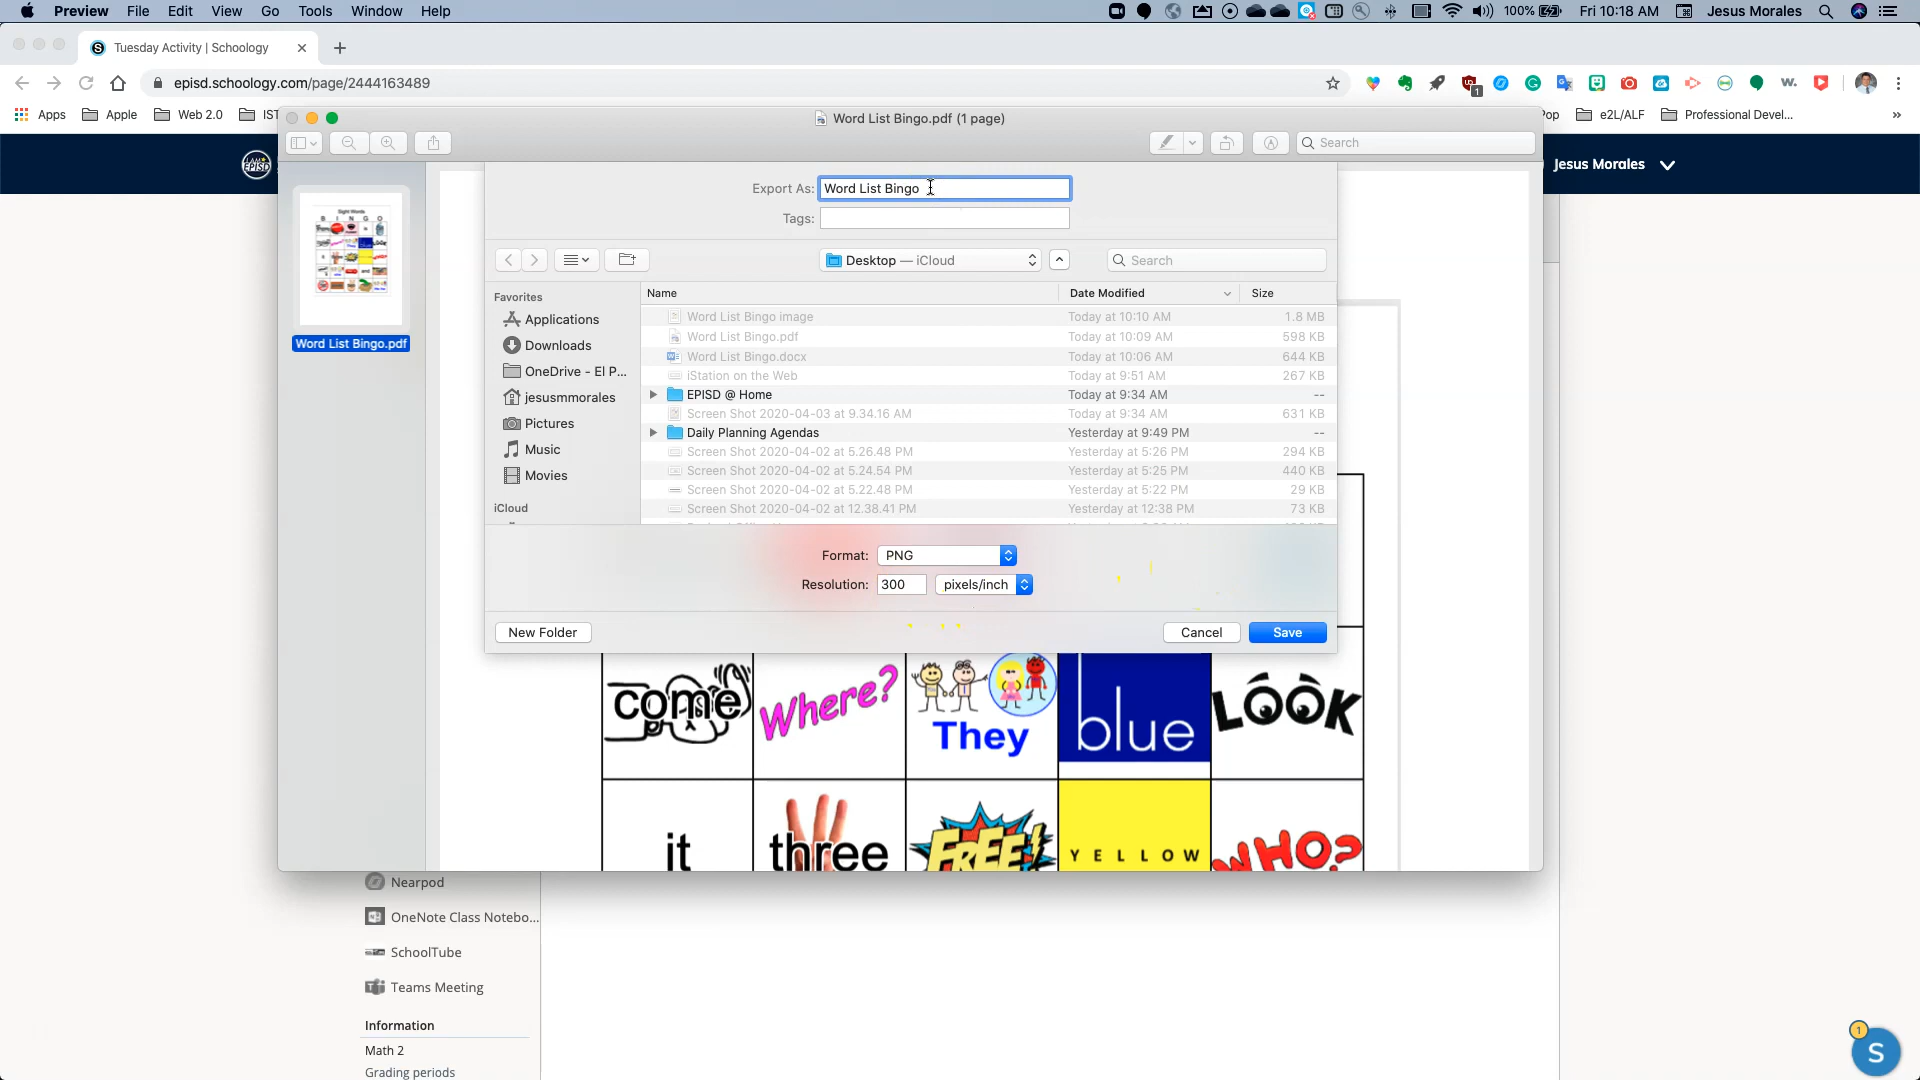 Preview File Edit View Go Tools Window Help
100% Fri 10:18 AM Jesus Morales
Tuesday Activity | Schoology
episd.schoology.com/page/2444163489
1
Apps Apple Web 2.0 IST
Pop e2L/ALF Professional Devel... »
Word List Bingo.pdf (1 page)
Search
I AM EPISD
Jesus Morales
Sight Words
B I N G O
Word List Bingo.pdf
Export As: Word List Bingo
Tags:
Desktop — iCloud
Search
Favorites
Applications
Downloads
OneDrive - El P...
jesusmmorales
Pictures
Music
Movies
iCloud
Name Date Modified Size
Word List Bingo image Today at 10:10 AM 1.8 MB
Word List Bingo.pdf Today at 10:09 AM 598 KB
Word List Bingo.docx Today at 10:06 AM 644 KB
iStation on the Web Today at 9:51 AM 267 KB
EPISD @ Home Today at 9:34 AM --
Screen Shot 2020-04-03 at 9.34.16 AM Today at 9:34 AM 631 KB
Daily Planning Agendas Yesterday at 9:49 PM --
Screen Shot 2020-04-02 at 5.26.48 PM Yesterday at 5:26 PM 294 KB
Screen Shot 2020-04-02 at 5.24.54 PM Yesterday at 5:25 PM 440 KB
Screen Shot 2020-04-02 at 5.22.48 PM Yesterday at 5:22 PM 29 KB
Screen Shot 2020-04-02 at 12.38.41 PM Yesterday at 12:38 PM 73 KB
Format: PNG
Resolution: 300 pixels/inch
New Folder Cancel Save
come Where? They blue LOOK
it three FREE! YELLOW WHO?
Nearpod
OneNote Class Notebo...
SchoolTube
Teams Meeting
Information
Math 2
Grading periods
1
S